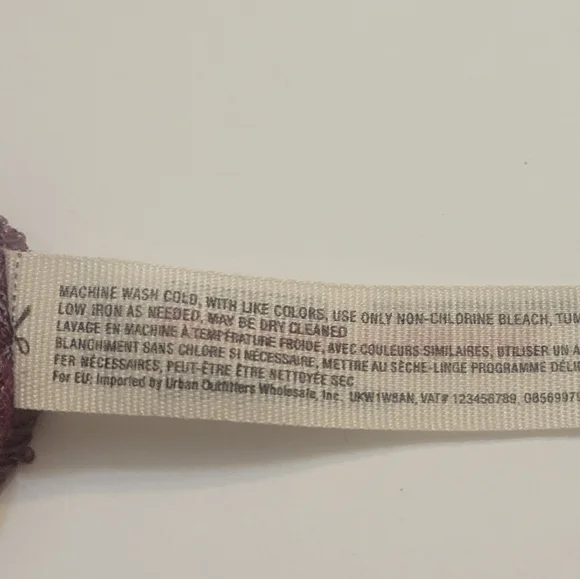 MACHINE WASH COLD, WITH LIKE COLORS, USE ONLY NON-CHLORINE BLEACH, TUM
LOW IRON AS NEEDED, MAY BE DRY CLEANED
LAVAGE EN MACHINE À TEMPÉRATURE FROIDE, AVEC COULEURS SIMILAIRES, UTILISER UN A
BLANCHIMENT SANS CHLORE SI NÉCESSAIRE, METTRE AU SÈCHE-LINGE PROGRAMME DÉLI
FER NÉCESSAIRES, PEUT-ÊTRE ÊTRE NETTOYÉE SEC
For EU: Imported by Urban Outfitters Wholesale, Inc. UKW1W8AN, VAT# 123456789, 08569979